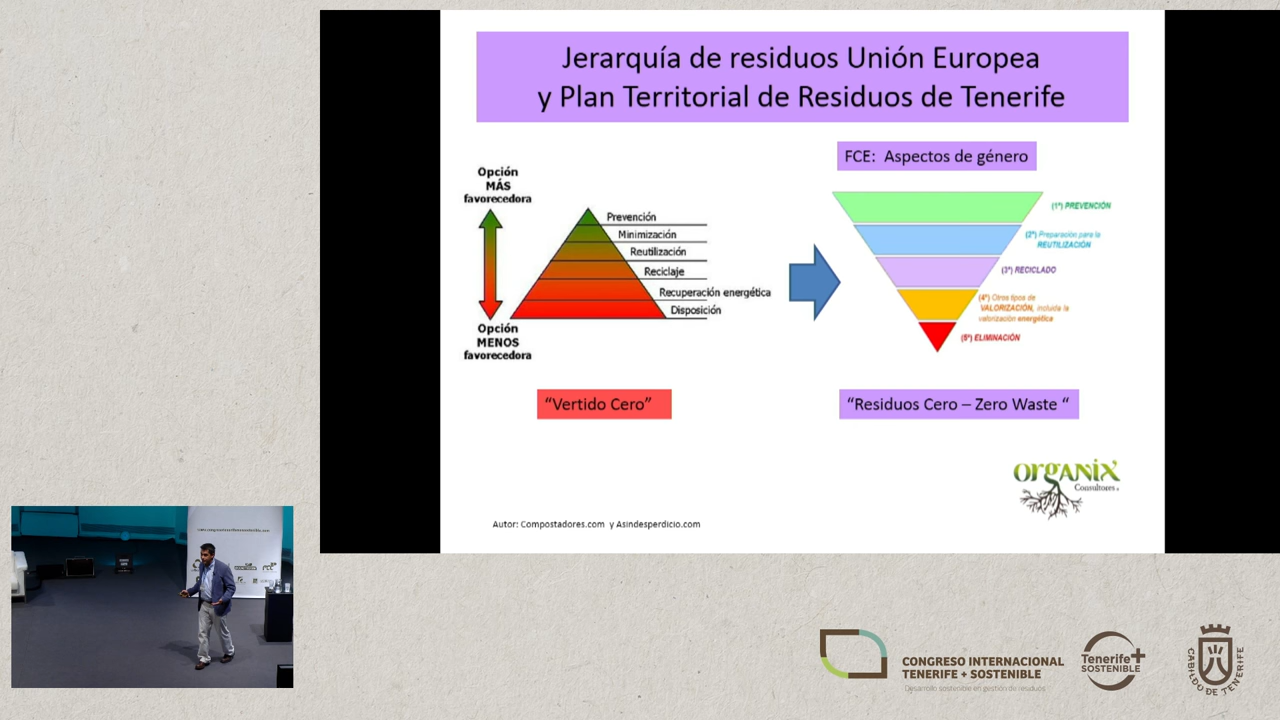 Jerarquía de residuos Unión Europea
y Plan Territorial de Residuos de Tenerife
FCE: Aspectos de género
Opción
MÁS
favorecedora
Prevención
Minimización
Reutilización
Reciclaje
Recuperación energética
Disposición
Opción
MENOS
favorecedora
(1º) PREVENCIÓN
(2º) Preparación para la
REUTILIZACIÓN
(3º) RECICLADO
(4º) Otros tipos de
VALORIZACIÓN, incluida la
valorización energética
(5º) ELIMINACIÓN
“Vertido Cero”
“Residuos Cero – Zero Waste “
organix
Consultores
Autor: Compostadores.com y Asindesperdicio.com
CONGRESO INTERNACIONAL
TENERIFE + SOSTENIBLE
Desarrollo sostenible en gestión de residuos
Tenerife+
SOSTENIBLE
CABILDO DE TENERIFE